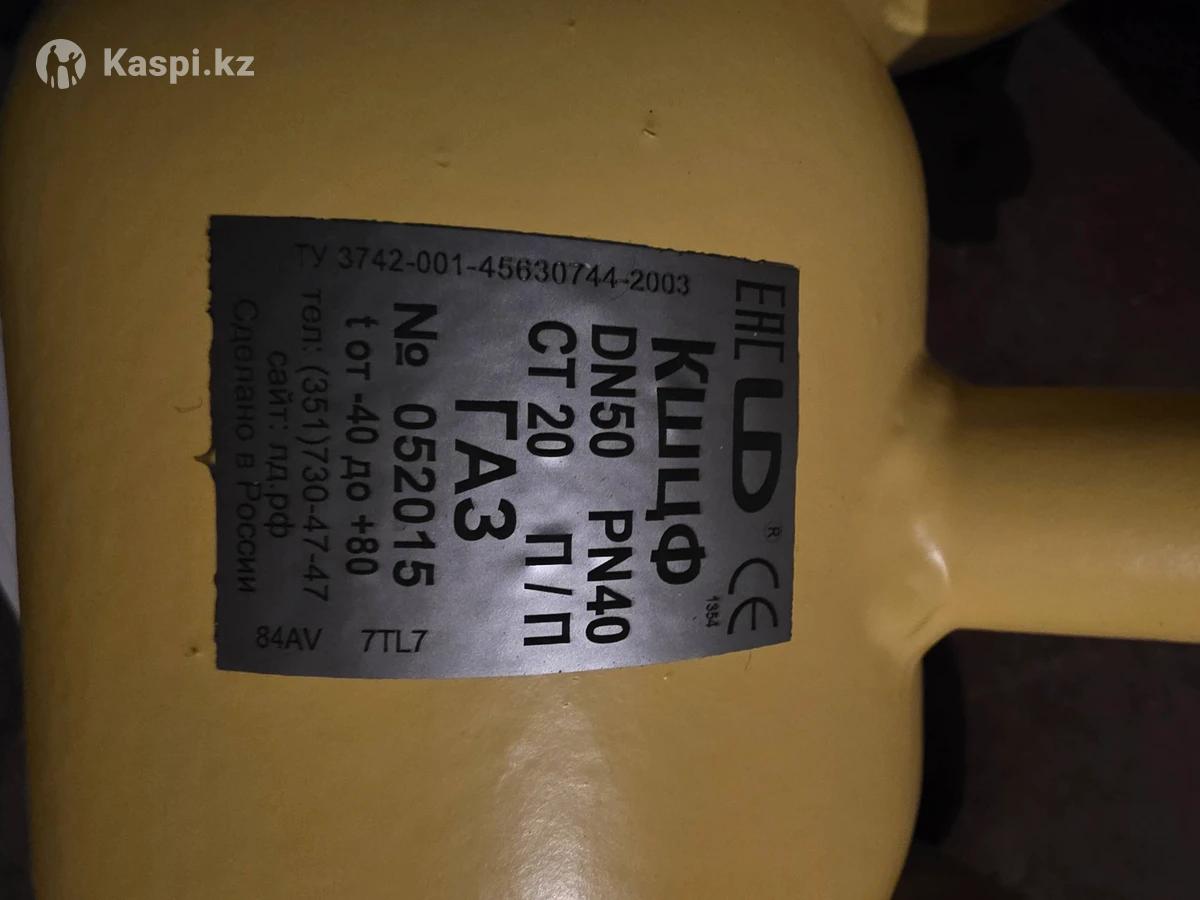 Kaspi.kz
EAC LD ® CE
1354
КШЦФ
DN50 PN40
СТ 20 П/П
ГАЗ
№ 052015
t от -40 до +80
тел: (351)730-47-47
сайт: лд.рф
Сделано в России
ТУ 3742-001-45630744-2003
7TL7
84AV